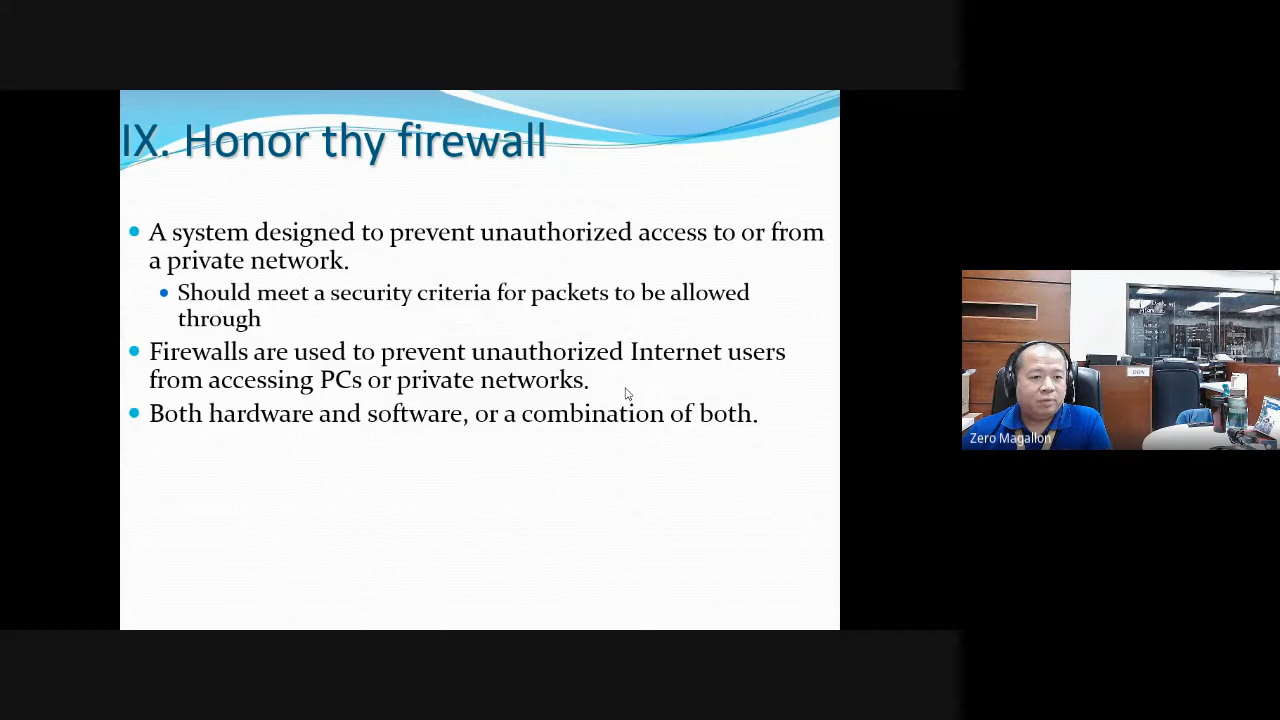 IX. Honor thy firewall
A system designed to prevent unauthorized access to or from
a private network.
Should meet a security criteria for packets to be allowed
through
Firewalls are used to prevent unauthorized Internet users
from accessing PCs or private networks.
Both hardware and software, or a combination of both.
Zero Magallon